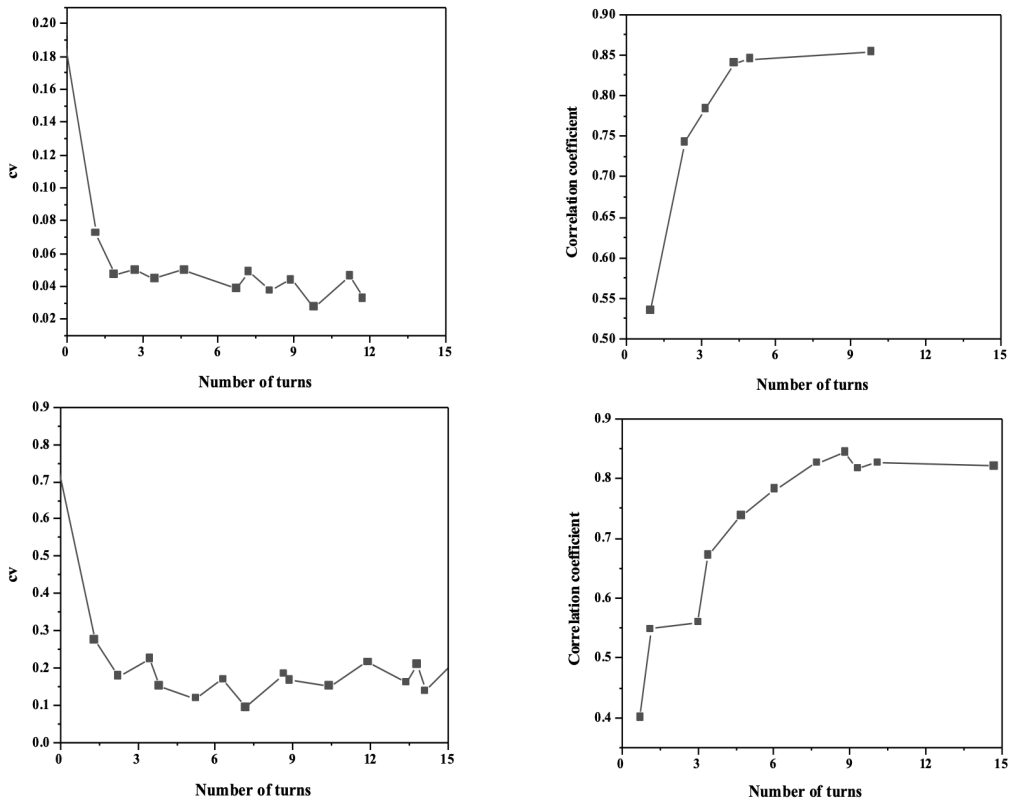 0.20
0.18
0.16
0.14
0.12
0.10
0.08
0.06
0.04
0.02
cv
0 3 6 9 12 15
Number of turns
0.90
0.85
0.80
0.75
0.70
0.65
0.60
0.55
0.50
Correlation coefficient
0 3 6 9 12 15
Number of turns
0.9
0.8
0.7
0.6
0.5
0.4
0.3
0.2
0.1
0.0
cv
0 3 6 9 12 15
Number of turns
0.9
0.8
0.7
0.6
0.5
0.4
Correlation coefficient
0 3 6 9 12 15
Number of turns